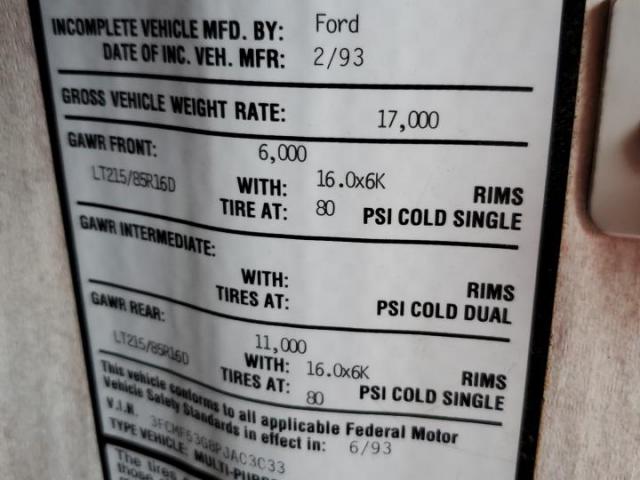 INCOMPLETE VEHICLE MFD. BY: Ford
DATE OF INC. VEH. MFR: 2/93
GROSS VEHICLE WEIGHT RATE: 17,000
GAWR FRONT: 6,000
LT215/85R16D WITH: 16.0x6K RIMS
TIRE AT: 80 PSI COLD SINGLE
GAWR INTERMEDIATE:
WITH: RIMS
TIRES AT: PSI COLD DUAL
GAWR REAR: 11,000
LT215/85R16D WITH: 16.0x6K RIMS
TIRES AT: 80 PSI COLD SINGLE
This vehicle conforms to all applicable Federal Motor
Vehicle Safety Standards in effect in: 6/93
V.I.N.
TYPE VEHICLE:
The tires
those